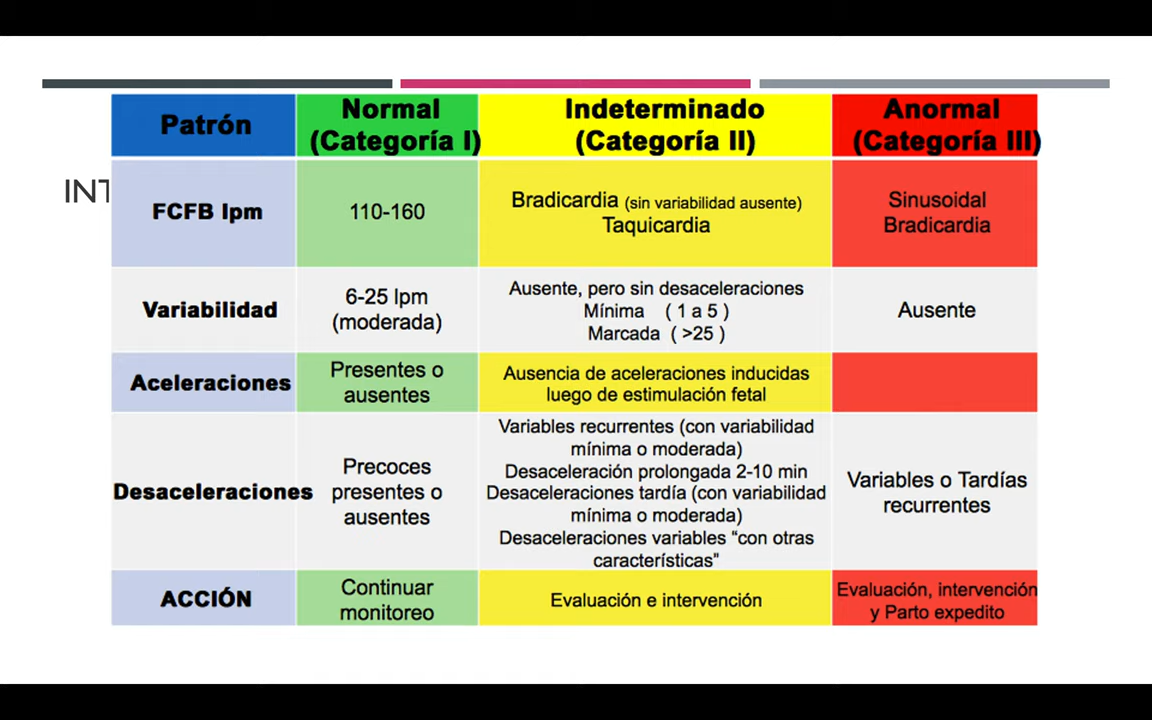 INT
Patrón
Normal
(Categoría I)
Indeterminado
(Categoría II)
Anormal
(Categoría III)
FCFB lpm
110-160
Bradicardia (sin variabilidad ausente)
Taquicardia
Sinusoidal
Bradicardia
Variabilidad
6-25 lpm
(moderada)
Ausente, pero sin desaceleraciones
Mínima ( 1 a 5 )
Marcada ( >25 )
Ausente
Aceleraciones
Presentes o
ausentes
Ausencia de aceleraciones inducidas
luego de estimulación fetal
Desaceleraciones
Precoces
presentes o
ausentes
Variables recurrentes (con variabilidad
mínima o moderada)
Desaceleración prolongada 2-10 min
Desaceleraciones tardía (con variabilidad
mínima o moderada)
Desaceleraciones variables “con otras
características”
Variables o Tardías
recurrentes
ACCIÓN
Continuar
monitoreo
Evaluación e intervención
Evaluación, intervención
y Parto expedito